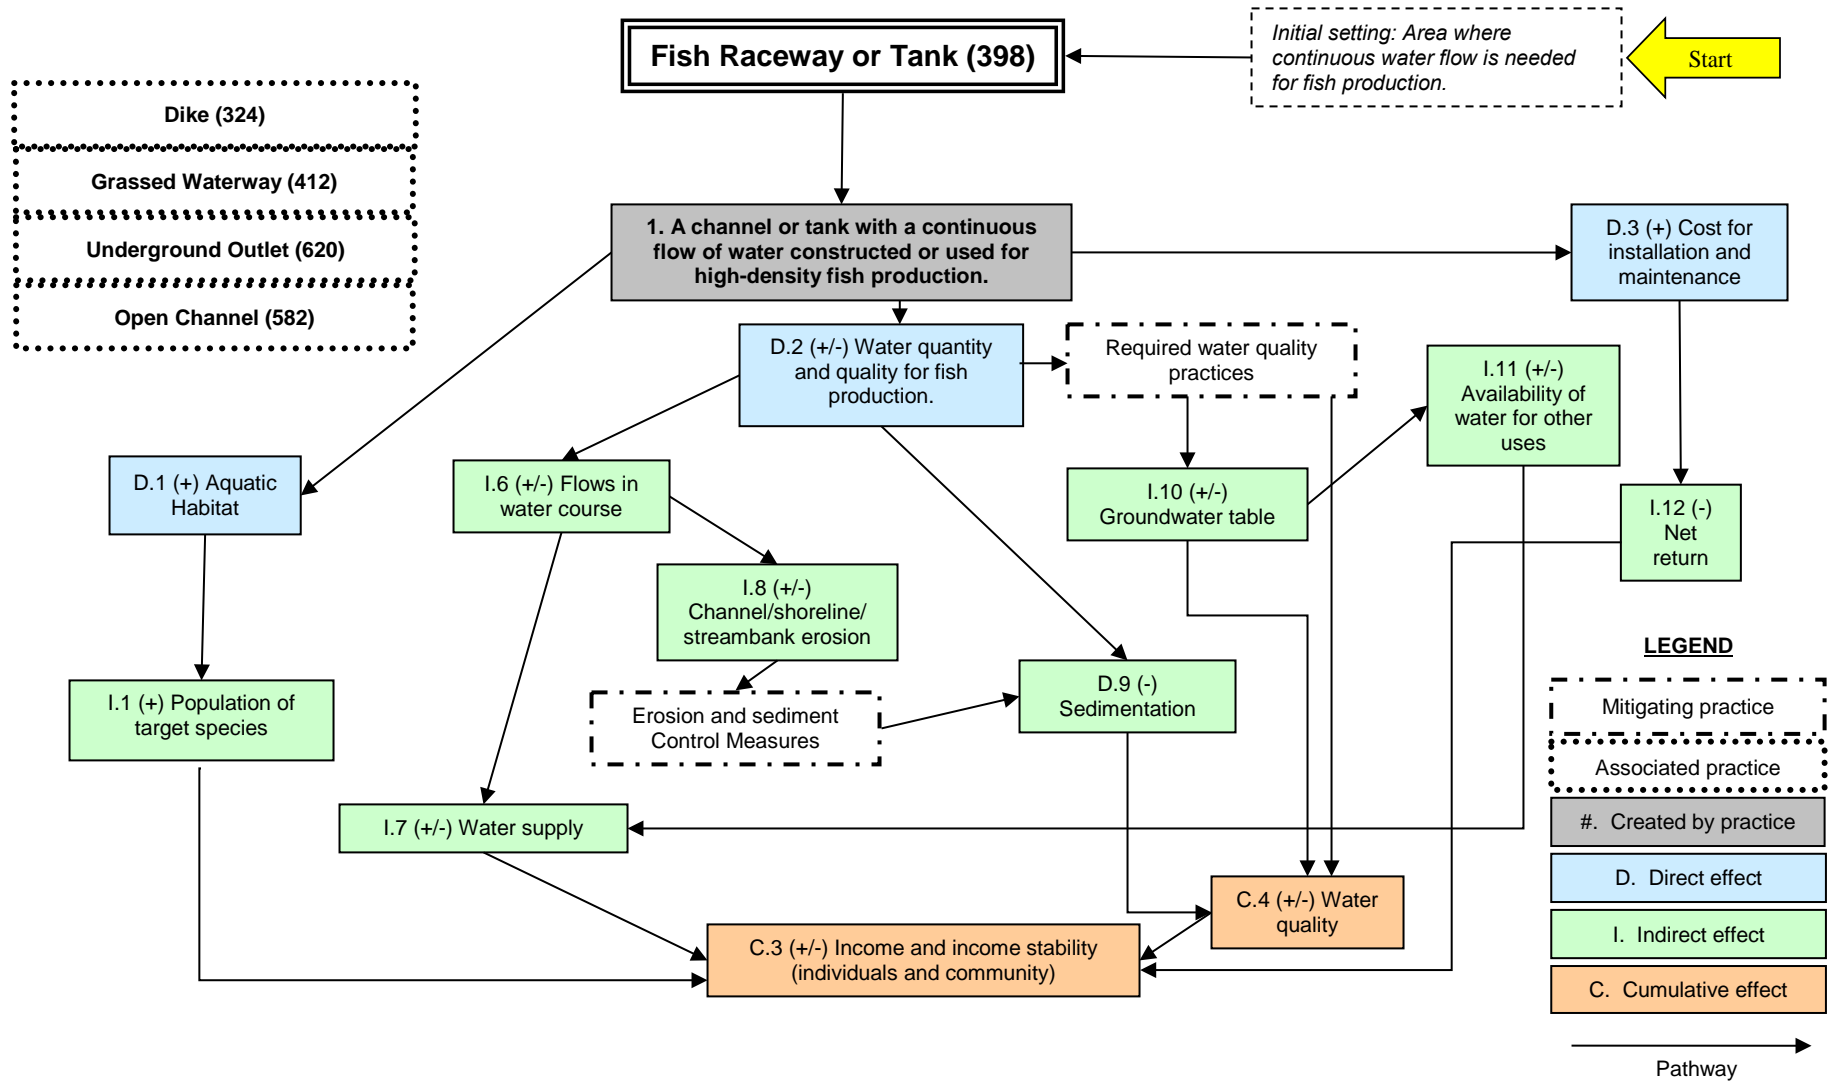 Fish Raceway or Tank (398)
Initial setting: Area where
continuous water flow is needed
for fish production.
Start
Dike (324)
Grassed Waterway (412)
Underground Outlet (620)
Open Channel (582)
1. A channel or tank with a continuous
flow of water constructed or used for
high-density fish production.
D.3 (+) Cost for
installation and
maintenance
D.2 (+/-) Water quantity
and quality for fish
production.
Required water quality
practices
I.11 (+/-)
Availability of
water for other
uses
D.1 (+) Aquatic
Habitat
I.6 (+/-) Flows in
water course
I.10 (+/-)
Groundwater table
I.12 (-)
Net
return
I.8 (+/-)
Channel/shoreline/
streambank erosion
I.1 (+) Population of
target species
Erosion and sediment
Control Measures
D.9 (-)
Sedimentation
I.7 (+/-) Water supply
C.4 (+/-) Water
quality
C.3 (+/-) Income and income stability
(individuals and community)
LEGEND
Mitigating practice
Associated practice
#. Created by practice
D. Direct effect
I. Indirect effect
C. Cumulative effect
Pathway